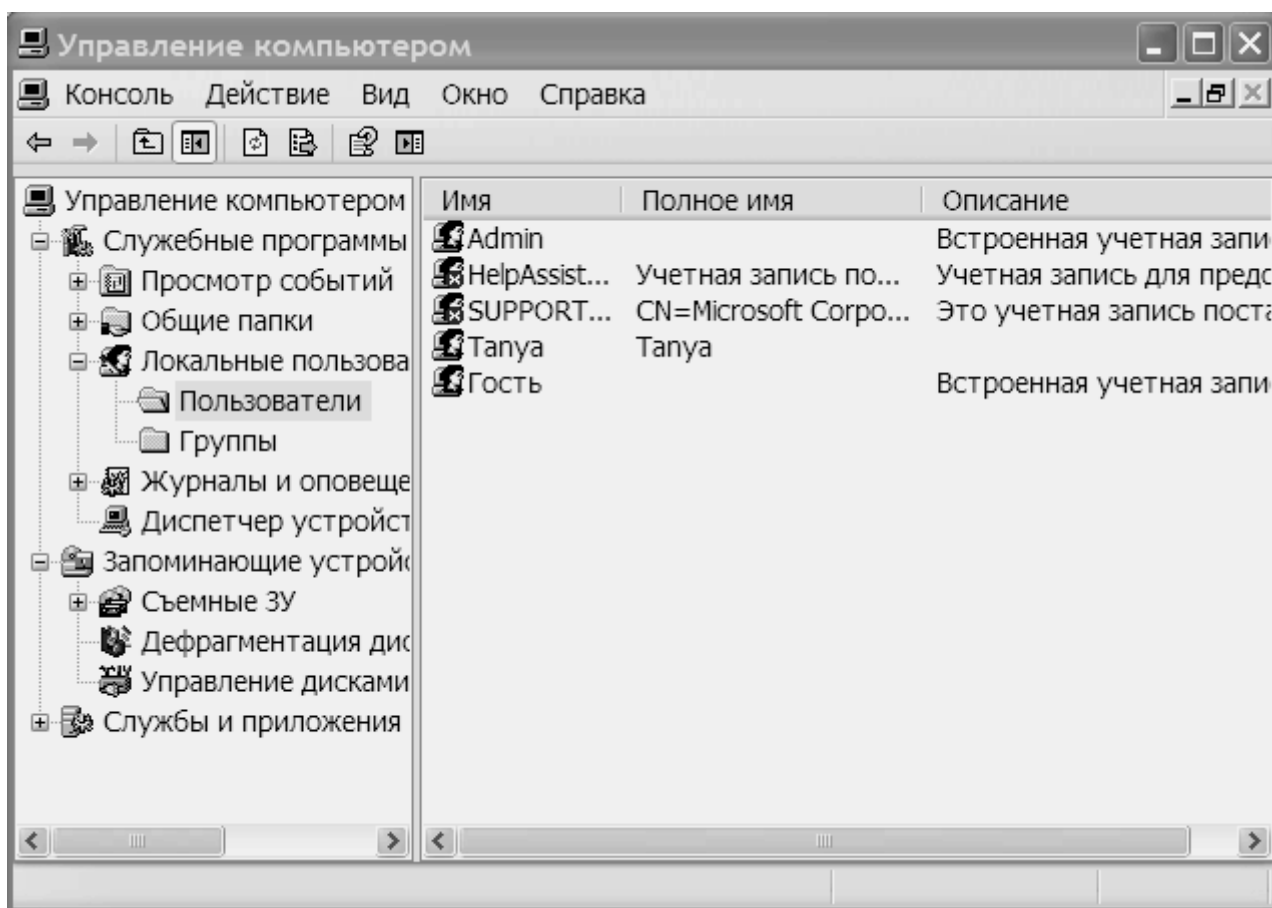 Управление компьютером
Консоль Действие Вид Окно Справка
Управление компьютером
Служебные программы
Просмотр событий
Общие папки
Локальные пользова
Пользователи
Группы
Журналы и оповеще
Диспетчер устройст
Запоминающие устройс
Съемные ЗУ
Дефрагментация дис
Управление дисками
Службы и приложения
Имя Полное имя Описание
Admin Встроенная учетная запи
HelpAssist... Учетная запись по... Учетная запись для предс
SUPPORT... CN=Microsoft Corpo... Это учетная запись поста
Tanya Tanya
Гость Встроенная учетная запи